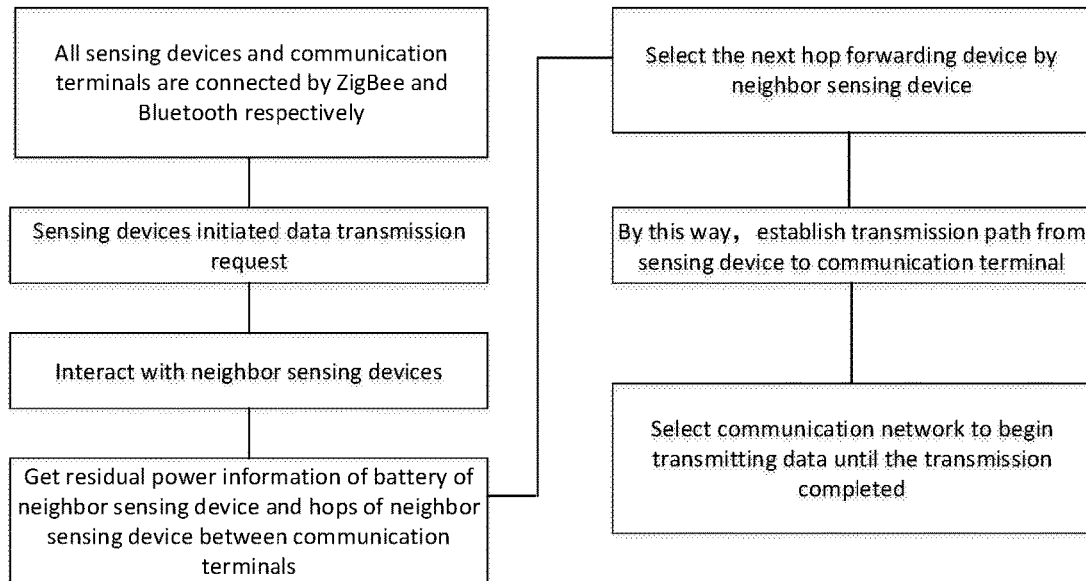 All sensing devices and communication
terminals are connected by ZigBee and
Bluetooth respectively
Sensing devices initiated data transmission
request
Interact with neighbor sensing devices
Get residual power information of battery of
neighbor sensing device and hops of neighbor
sensing device between communication
terminals
Select the next hop forwarding device by
neighbor sensing device
By this way，establish transmission path from
sensing device to communication terminal
Select communication network to begin
transmitting data until the transmission
completed